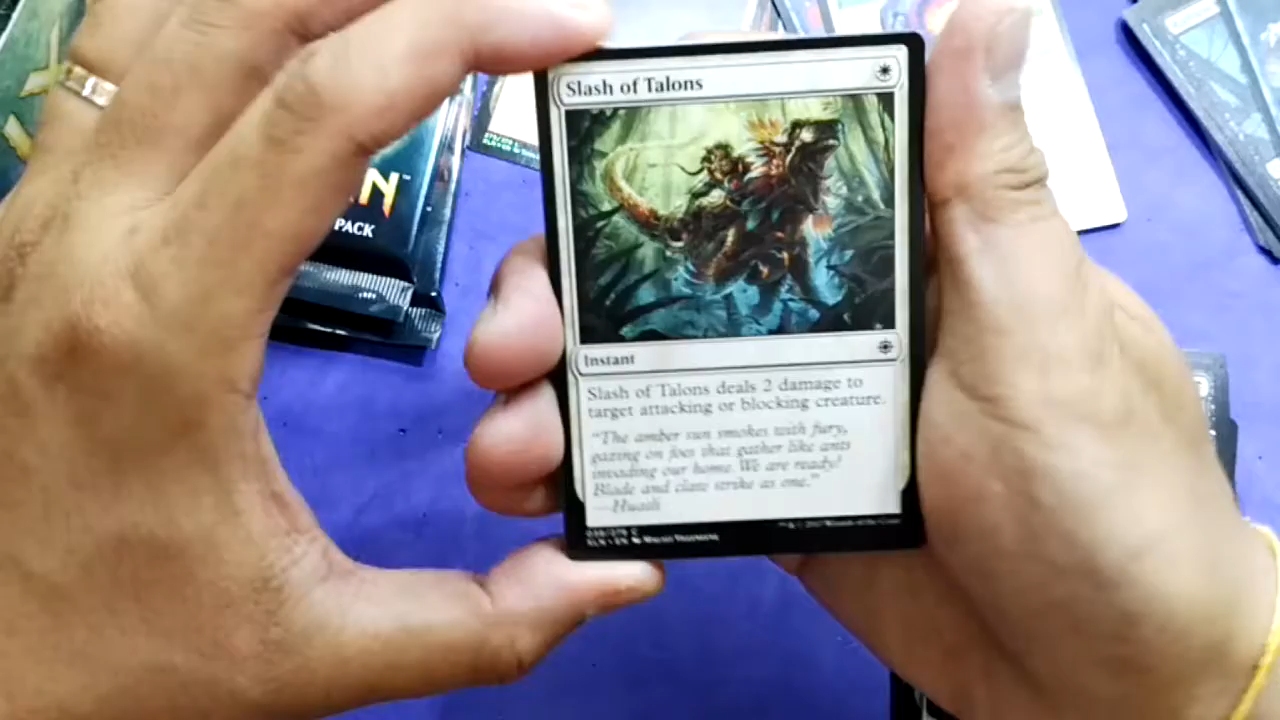 Slash of Talons
N
PACK
Instant
Slash of Talons deals 2 damage to
target attacking or blocking creature.
"The amber sun smokes with fury,
gazing on foes that gather like ants
invading our home. We are ready!
Blade and claw strike as one."
—Huatli
XLN • EN